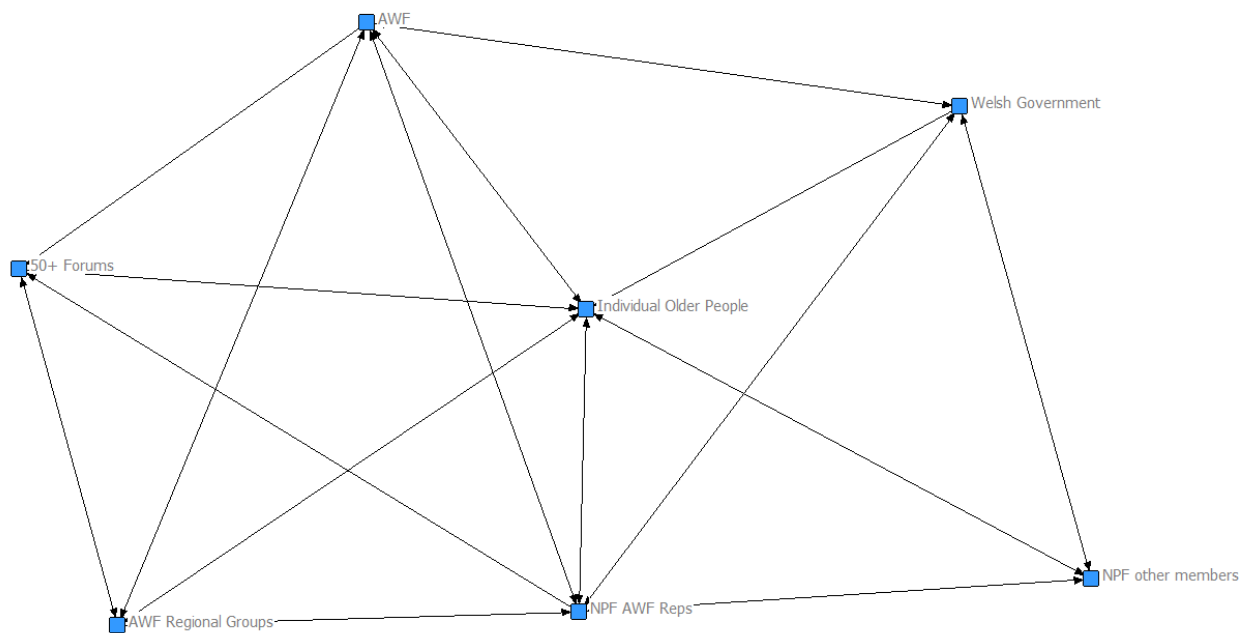 AWF
Welsh Government
50+ Forums
Individual Older People
NPF other members
NPF AWF Reps
AWF Regional Groups